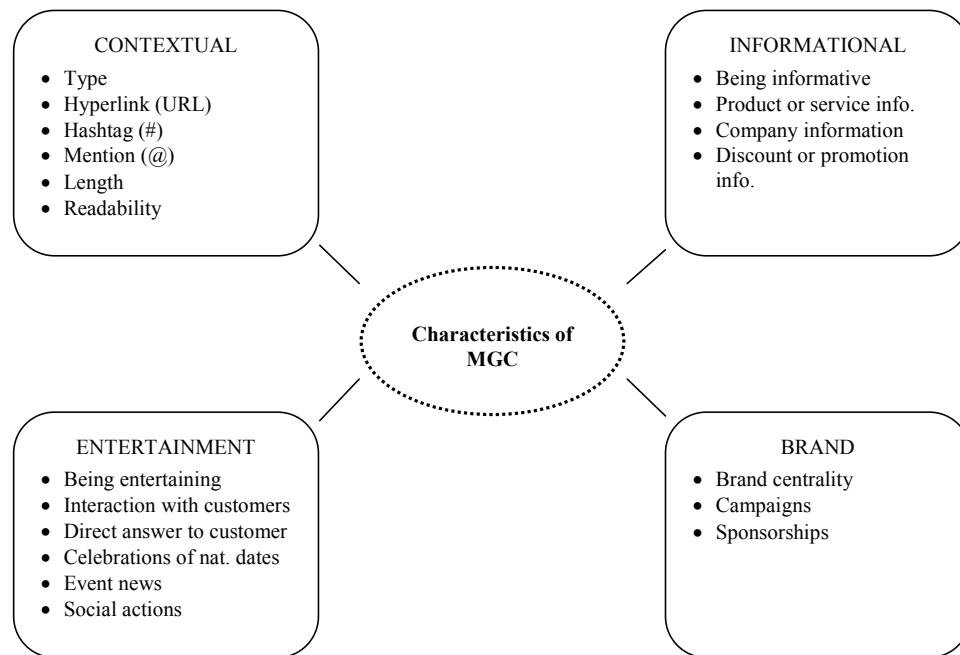 CONTEXTUAL
• Type
• Hyperlink (URL)
• Hashtag (#)
• Mention (@)
• Length
• Readability
INFORMATIONAL
• Being informative
• Product or service info.
• Company information
• Discount or promotion
info.
Characteristics of
MGC
ENTERTAINMENT
• Being entertaining
• Interaction with customers
• Direct answer to customer
• Celebrations of nat. dates
• Event news
• Social actions
BRAND
• Brand centrality
• Campaigns
• Sponsorships